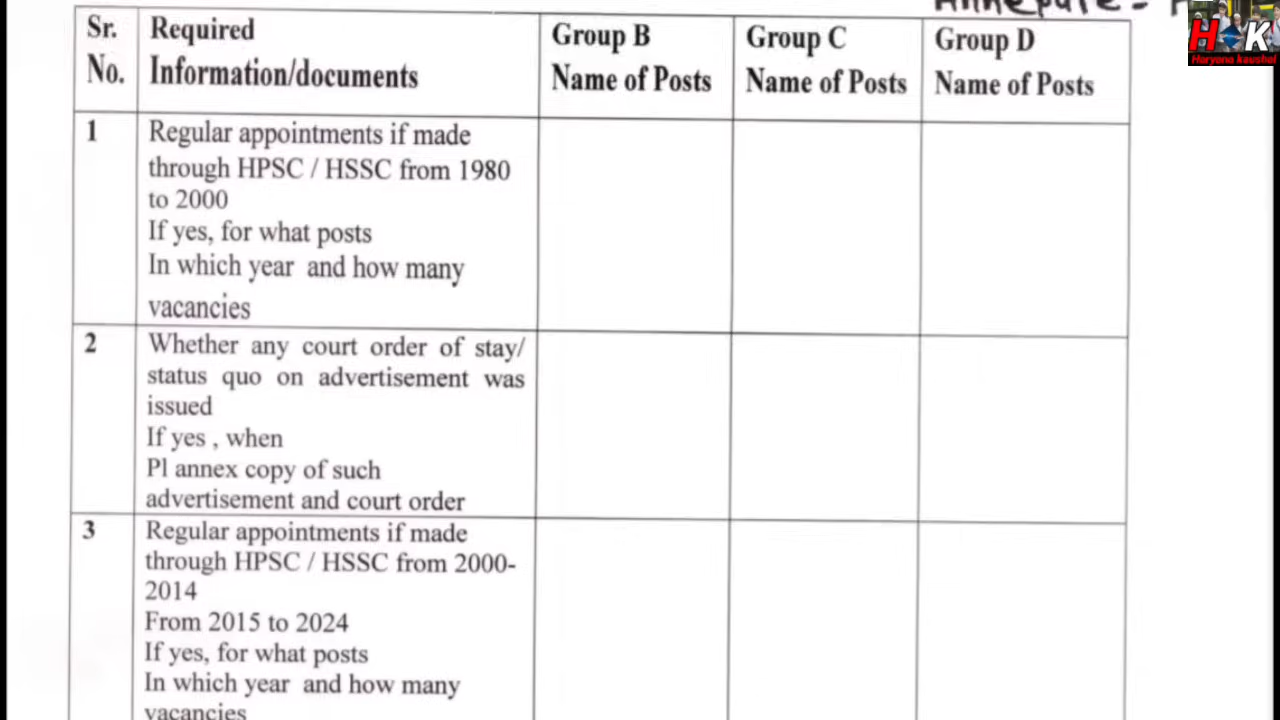 Annexure -
H K
Haryana kaushal
Sr. No.
Required Information/documents
Group B Name of Posts
Group C Name of Posts
Group D Name of Posts
1
Regular appointments if made
through HPSC / HSSC from 1980
to 2000
If yes, for what posts
In which year and how many
vacancies
2
Whether any court order of stay/
status quo on advertisement was
issued
If yes , when
Pl annex copy of such
advertisement and court order
3
Regular appointments if made
through HPSC / HSSC from 2000-
2014
From 2015 to 2024
If yes, for what posts
In which year and how many
vacancies